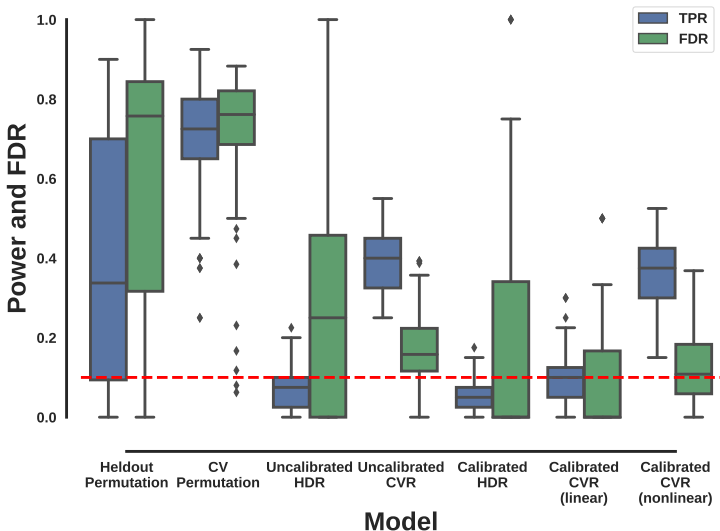 TPR
FDR
Power and FDR
1.0
0.8
0.6
0.4
0.2
0.0
Heldout
Permutation
CV
Permutation
Uncalibrated
HDR
Uncalibrated
CVR
Calibrated
HDR
Calibrated
CVR
(linear)
Calibrated
CVR
(nonlinear)
Model